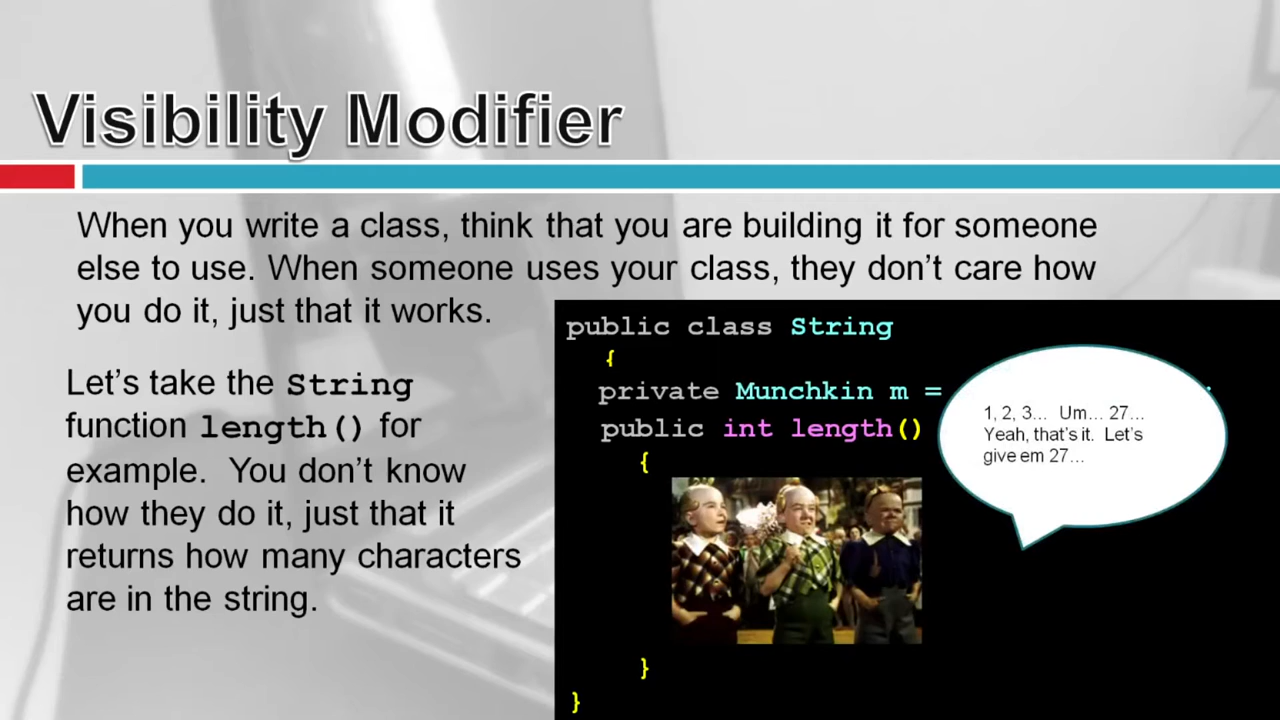 Visibility Modifier
When you write a class, think that you are building it for someone
else to use. When someone uses your class, they don't care how
you do it, just that it works.
Let's take the String
function length() for
example.  You don't know
how they do it, just that it
returns how many characters
are in the string.
public class String
{
private Munchkin m =
;
public int length()
{
1, 2, 3...  Um... 27...
Yeah, that's it.  Let's
give em 27...
}
}